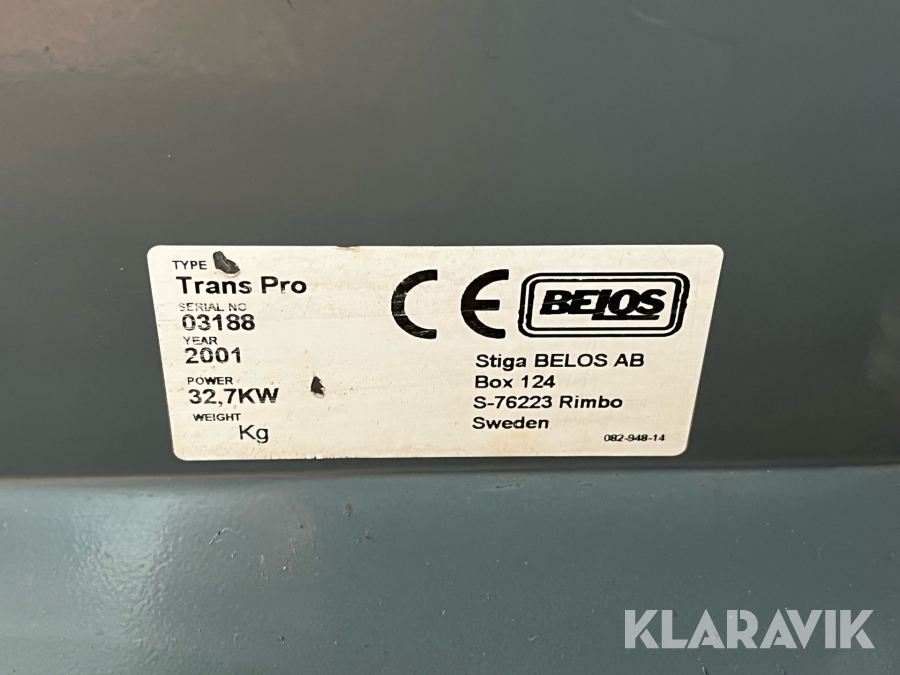 TYPE
Trans Pro
SERIAL NO
03188
YEAR
2001
POWER
32,7KW
WEIGHT
Kg
CE
BELOS
Stiga BELOS AB
Box 124
S-76223 Rimbo
Sweden
082-948-14
KLARAVIK